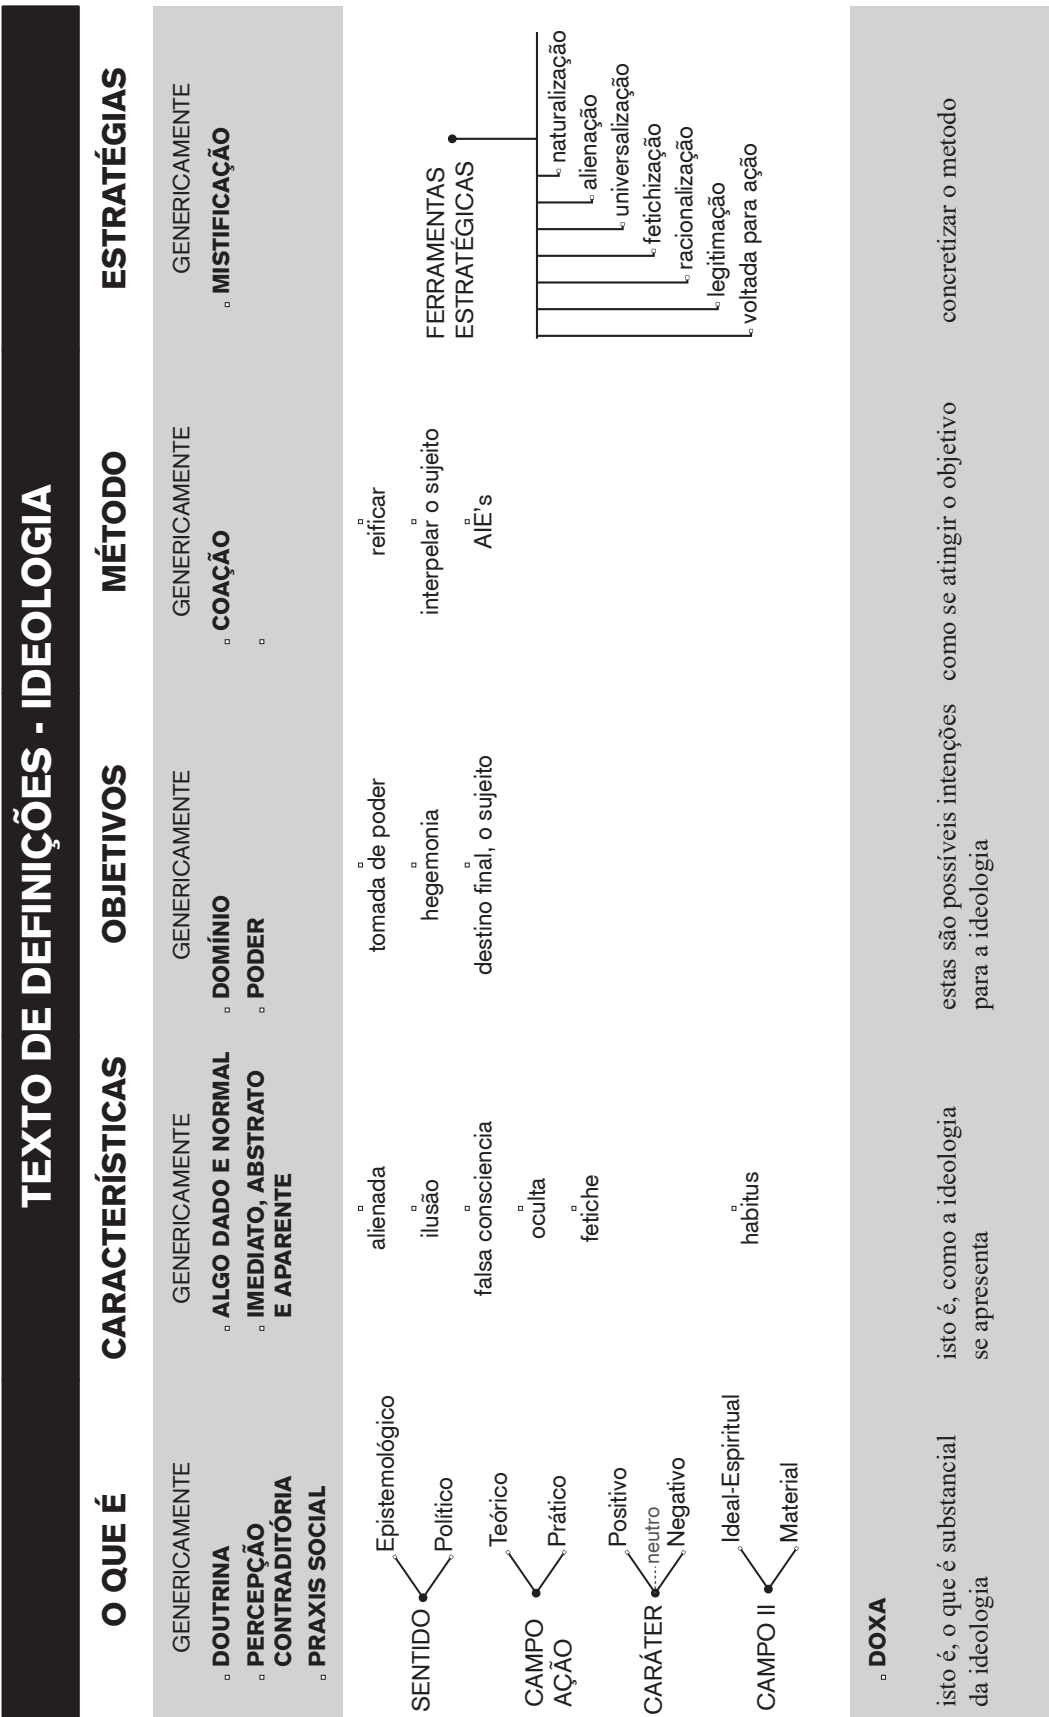 TEXTO DE DEFINIÇÕES - IDEOLOGIA
O QUE É
GENERICAMENTE
DOUTRINA
PERCEPÇÃO
CONTRADITÓRIA
PRAXIS SOCIAL
SENTIDO
Epistemológico
Político
CAMPO
AÇÃO
Teórico
Prático
CARÁTER
Positivo
neutro
Negativo
CAMPO II
Ideal-Espiritual
Material
DOXA
isto é, o que é substancial
da ideologia
CARACTERÍSTICAS
GENERICAMENTE
ALGO DADO E NORMAL
IMEDIATO, ABSTRATO
E APARENTE
alienada
ilusão
falsa consciencia
oculta
fetiche
habitus
isto é, como a ideologia
se apresenta
OBJETIVOS
GENERICAMENTE
DOMÍNIO
PODER
tomada de poder
hegemonia
destino final, o sujeito
estas são possíveis intenções
para a ideologia
MÉTODO
GENERICAMENTE
COAÇÃO
reificar
interpelar o sujeito
AIE's
como se atingir o objetivo
ESTRATÉGIAS
GENERICAMENTE
MISTIFICAÇÃO
FERRAMENTAS
ESTRATÉGICAS
naturalização
alienação
universalização
fetichização
racionalização
legitimação
voltada para ação
concretizar o metodo